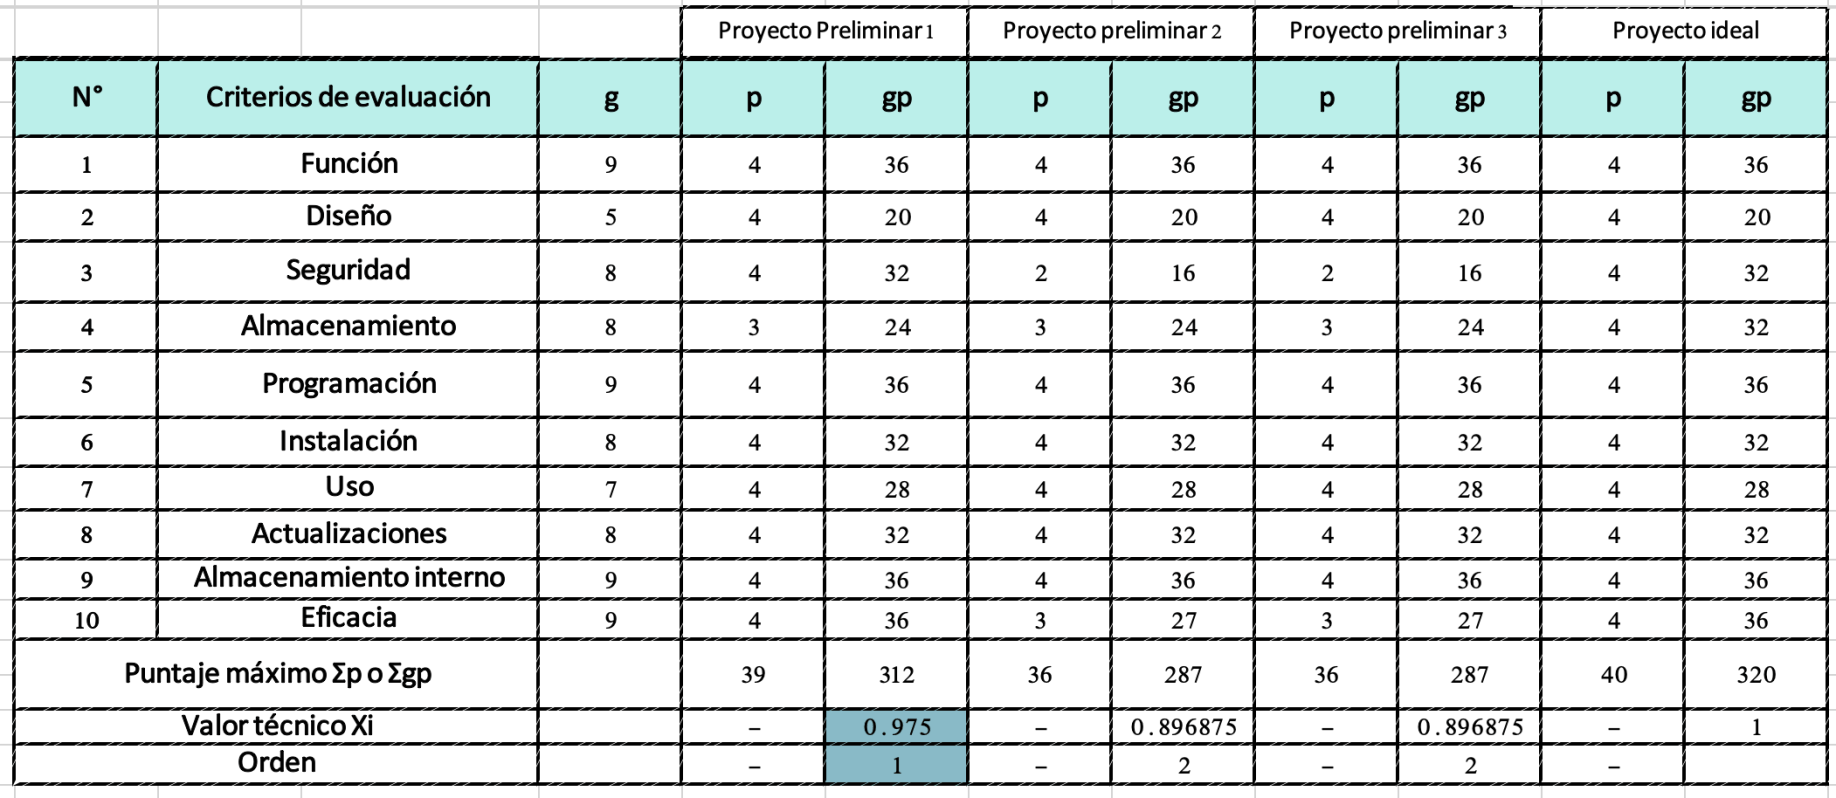 Proyecto Preliminar 1 Proyecto preliminar 2 Proyecto preliminar 3 Proyecto ideal
N° Criterios de evaluación g p gp p gp p gp p gp
1 Función 9 4 36 4 36 4 36 4 36
2 Diseño 5 4 20 4 20 4 20 4 20
3 Seguridad 8 4 32 2 16 2 16 4 32
4 Almacenamiento 8 3 24 3 24 3 24 4 32
5 Programación 9 4 36 4 36 4 36 4 36
6 Instalación 8 4 32 4 32 4 32 4 32
7 Uso 7 4 28 4 28 4 28 4 28
8 Actualizaciones 8 4 32 4 32 4 32 4 32
9 Almacenamiento interno 9 4 36 4 36 4 36 4 36
10 Eficacia 9 4 36 3 27 3 27 4 36
Puntaje máximo Σp o Σgp 39 312 36 287 36 287 40 320
Valor técnico Xi – 0.975 – 0.896875 – 0.896875 – 1
Orden – 1 – 2 – 2 –